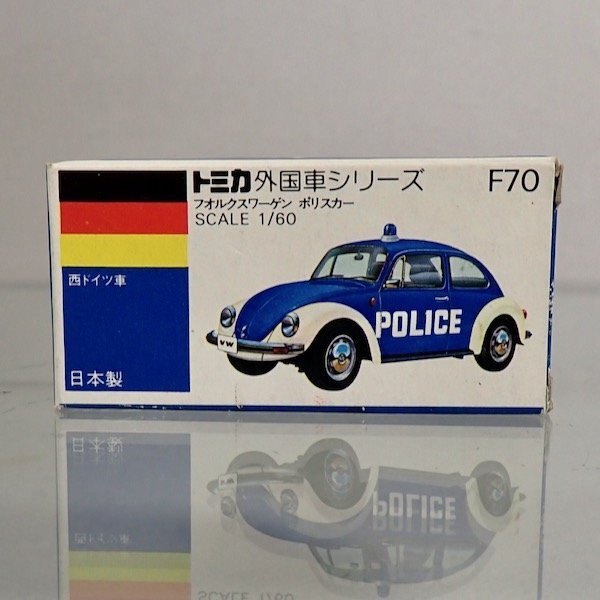 トミカ外国車シリーズ F70
フオルクスワーゲン ポリスカー
SCALE 1/60
西ドイツ車
日本製
POLICE
VW